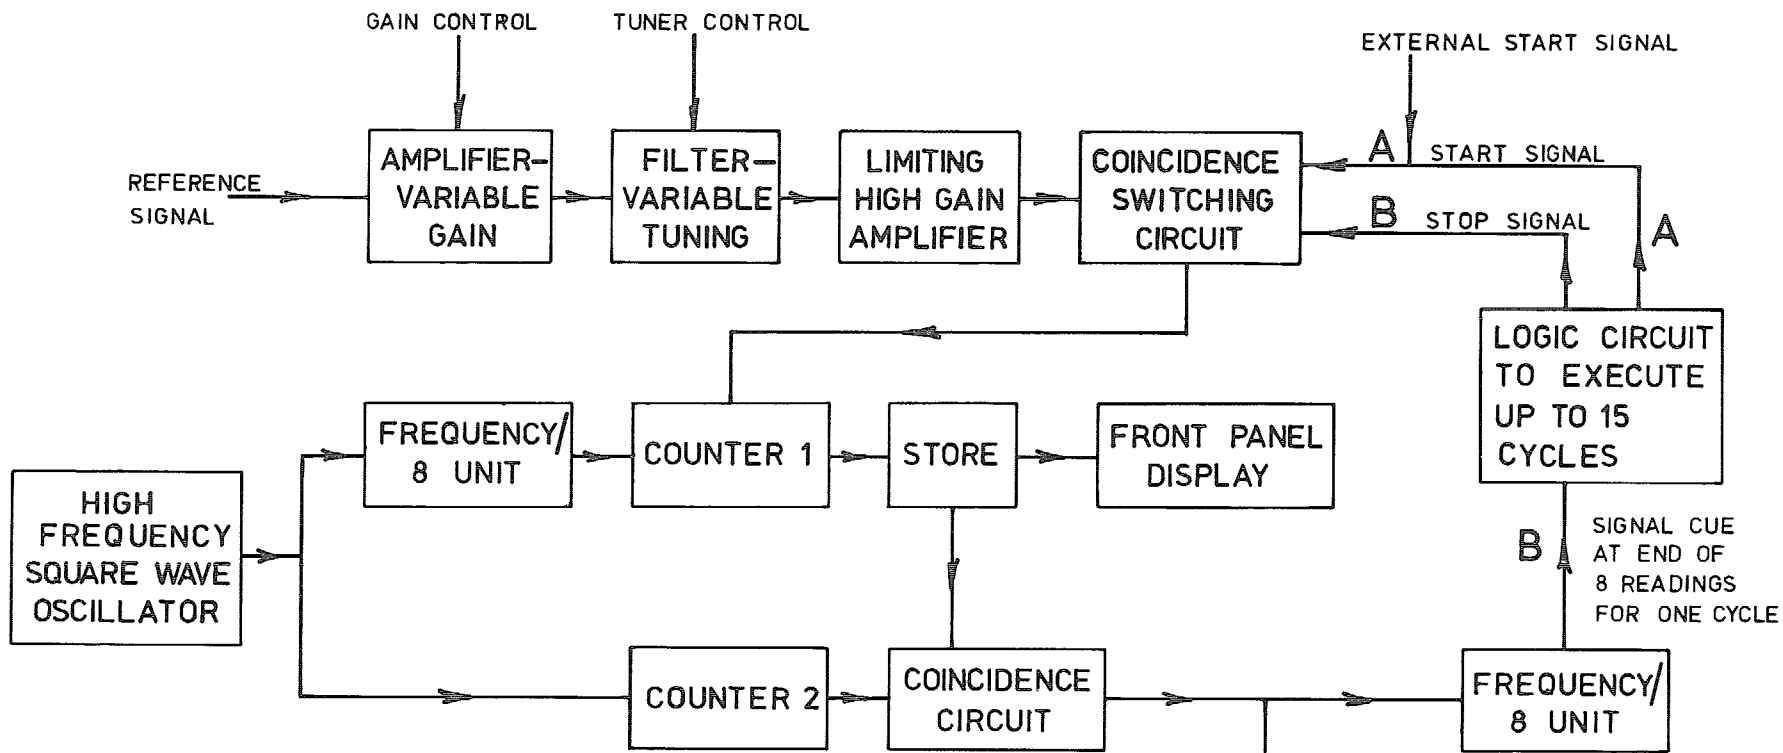 GAIN CONTROL
TUNER CONTROL
EXTERNAL START SIGNAL
REFERENCE
SIGNAL
AMPLIFIER-
VARIABLE
GAIN
FILTER-
VARIABLE
TUNING
LIMITING
HIGH GAIN
AMPLIFIER
COINCIDENCE
SWITCHING
CIRCUIT
A START SIGNAL
B STOP SIGNAL
A
LOGIC CIRCUIT
TO EXECUTE
UP TO 15
CYCLES
FREQUENCY/
8 UNIT
COUNTER 1
STORE
FRONT PANEL
DISPLAY
HIGH
FREQUENCY
SQUARE WAVE
OSCILLATOR
B
SIGNAL CUE
AT END OF
8 READINGS
FOR ONE CYCLE
COUNTER 2
COINCIDENCE
CIRCUIT
FREQUENCY/
8 UNIT